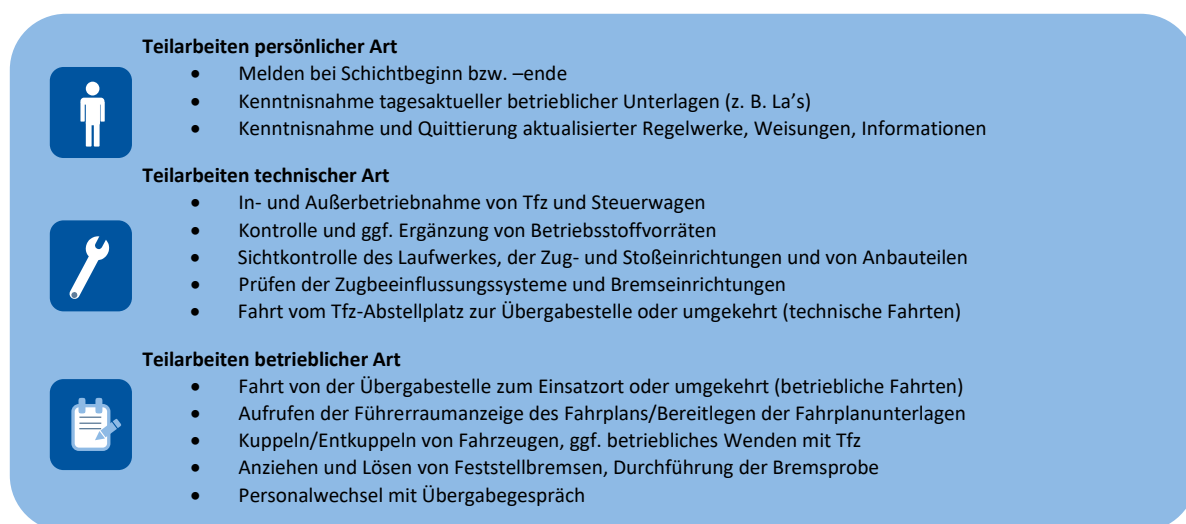 Teilarbeiten persönlicher Art
• Melden bei Schichtbeginn bzw. –ende
• Kenntnisnahme tagesaktueller betrieblicher Unterlagen (z. B. La’s)
• Kenntnisnahme und Quittierung aktualisierter Regelwerke, Weisungen, Informationen
Teilarbeiten technischer Art
• In- und Außerbetriebnahme von Tfz und Steuerwagen
• Kontrolle und ggf. Ergänzung von Betriebsstoffvorräten
• Sichtkontrolle des Laufwerkes, der Zug- und Stoßeinrichtungen und von Anbauteilen
• Prüfen der Zugbeeinflussungssysteme und Bremseinrichtungen
• Fahrt vom Tfz-Abstellplatz zur Übergabestelle oder umgekehrt (technische Fahrten)
Teilarbeiten betrieblicher Art
• Fahrt von der Übergabestelle zum Einsatzort oder umgekehrt (betriebliche Fahrten)
• Aufrufen der Führerraumanzeige des Fahrplans/Bereitlegen der Fahrplanunterlagen
• Kuppeln/Entkuppeln von Fahrzeugen, ggf. betriebliches Wenden mit Tfz
• Anziehen und Lösen von Feststellbremsen, Durchführung der Bremsprobe
• Personalwechsel mit Übergabegespräch